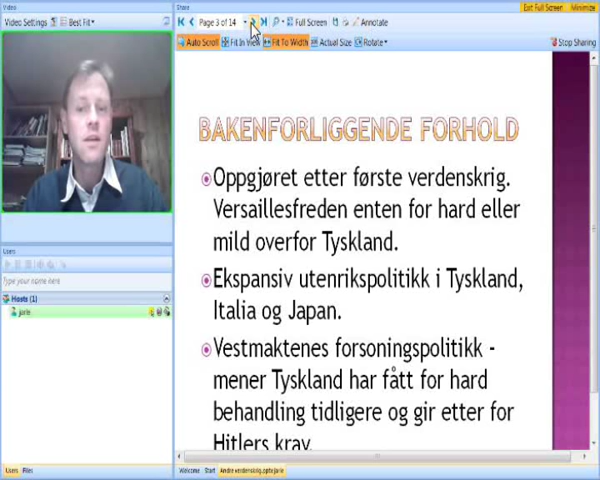 Video
Share
Exit Full Screen Minimize
Video Settings Best Fit
Page 3 of 14 Full Screen Annotate
Auto Scroll Fit In View Fit To Width Actual Size Rotate Stop Sharing
BAKENFORLIGGENDE FORHOLD
Oppgjøret etter første verdenskrig.
Versaillesfreden enten for hard eller
mild overfor Tyskland.
Ekspansiv utenrikspolitikk i Tyskland,
Italia og Japan.
Vestmaktenes forsoningspolitikk -
mener Tyskland har fått for hard
behandling tidligere og gir etter for
Hitlers krav.
Users
Type your name here
Hosts (1)
jarle
Users Files
Welcome Start Andre verdenskrig.pptx:jarle